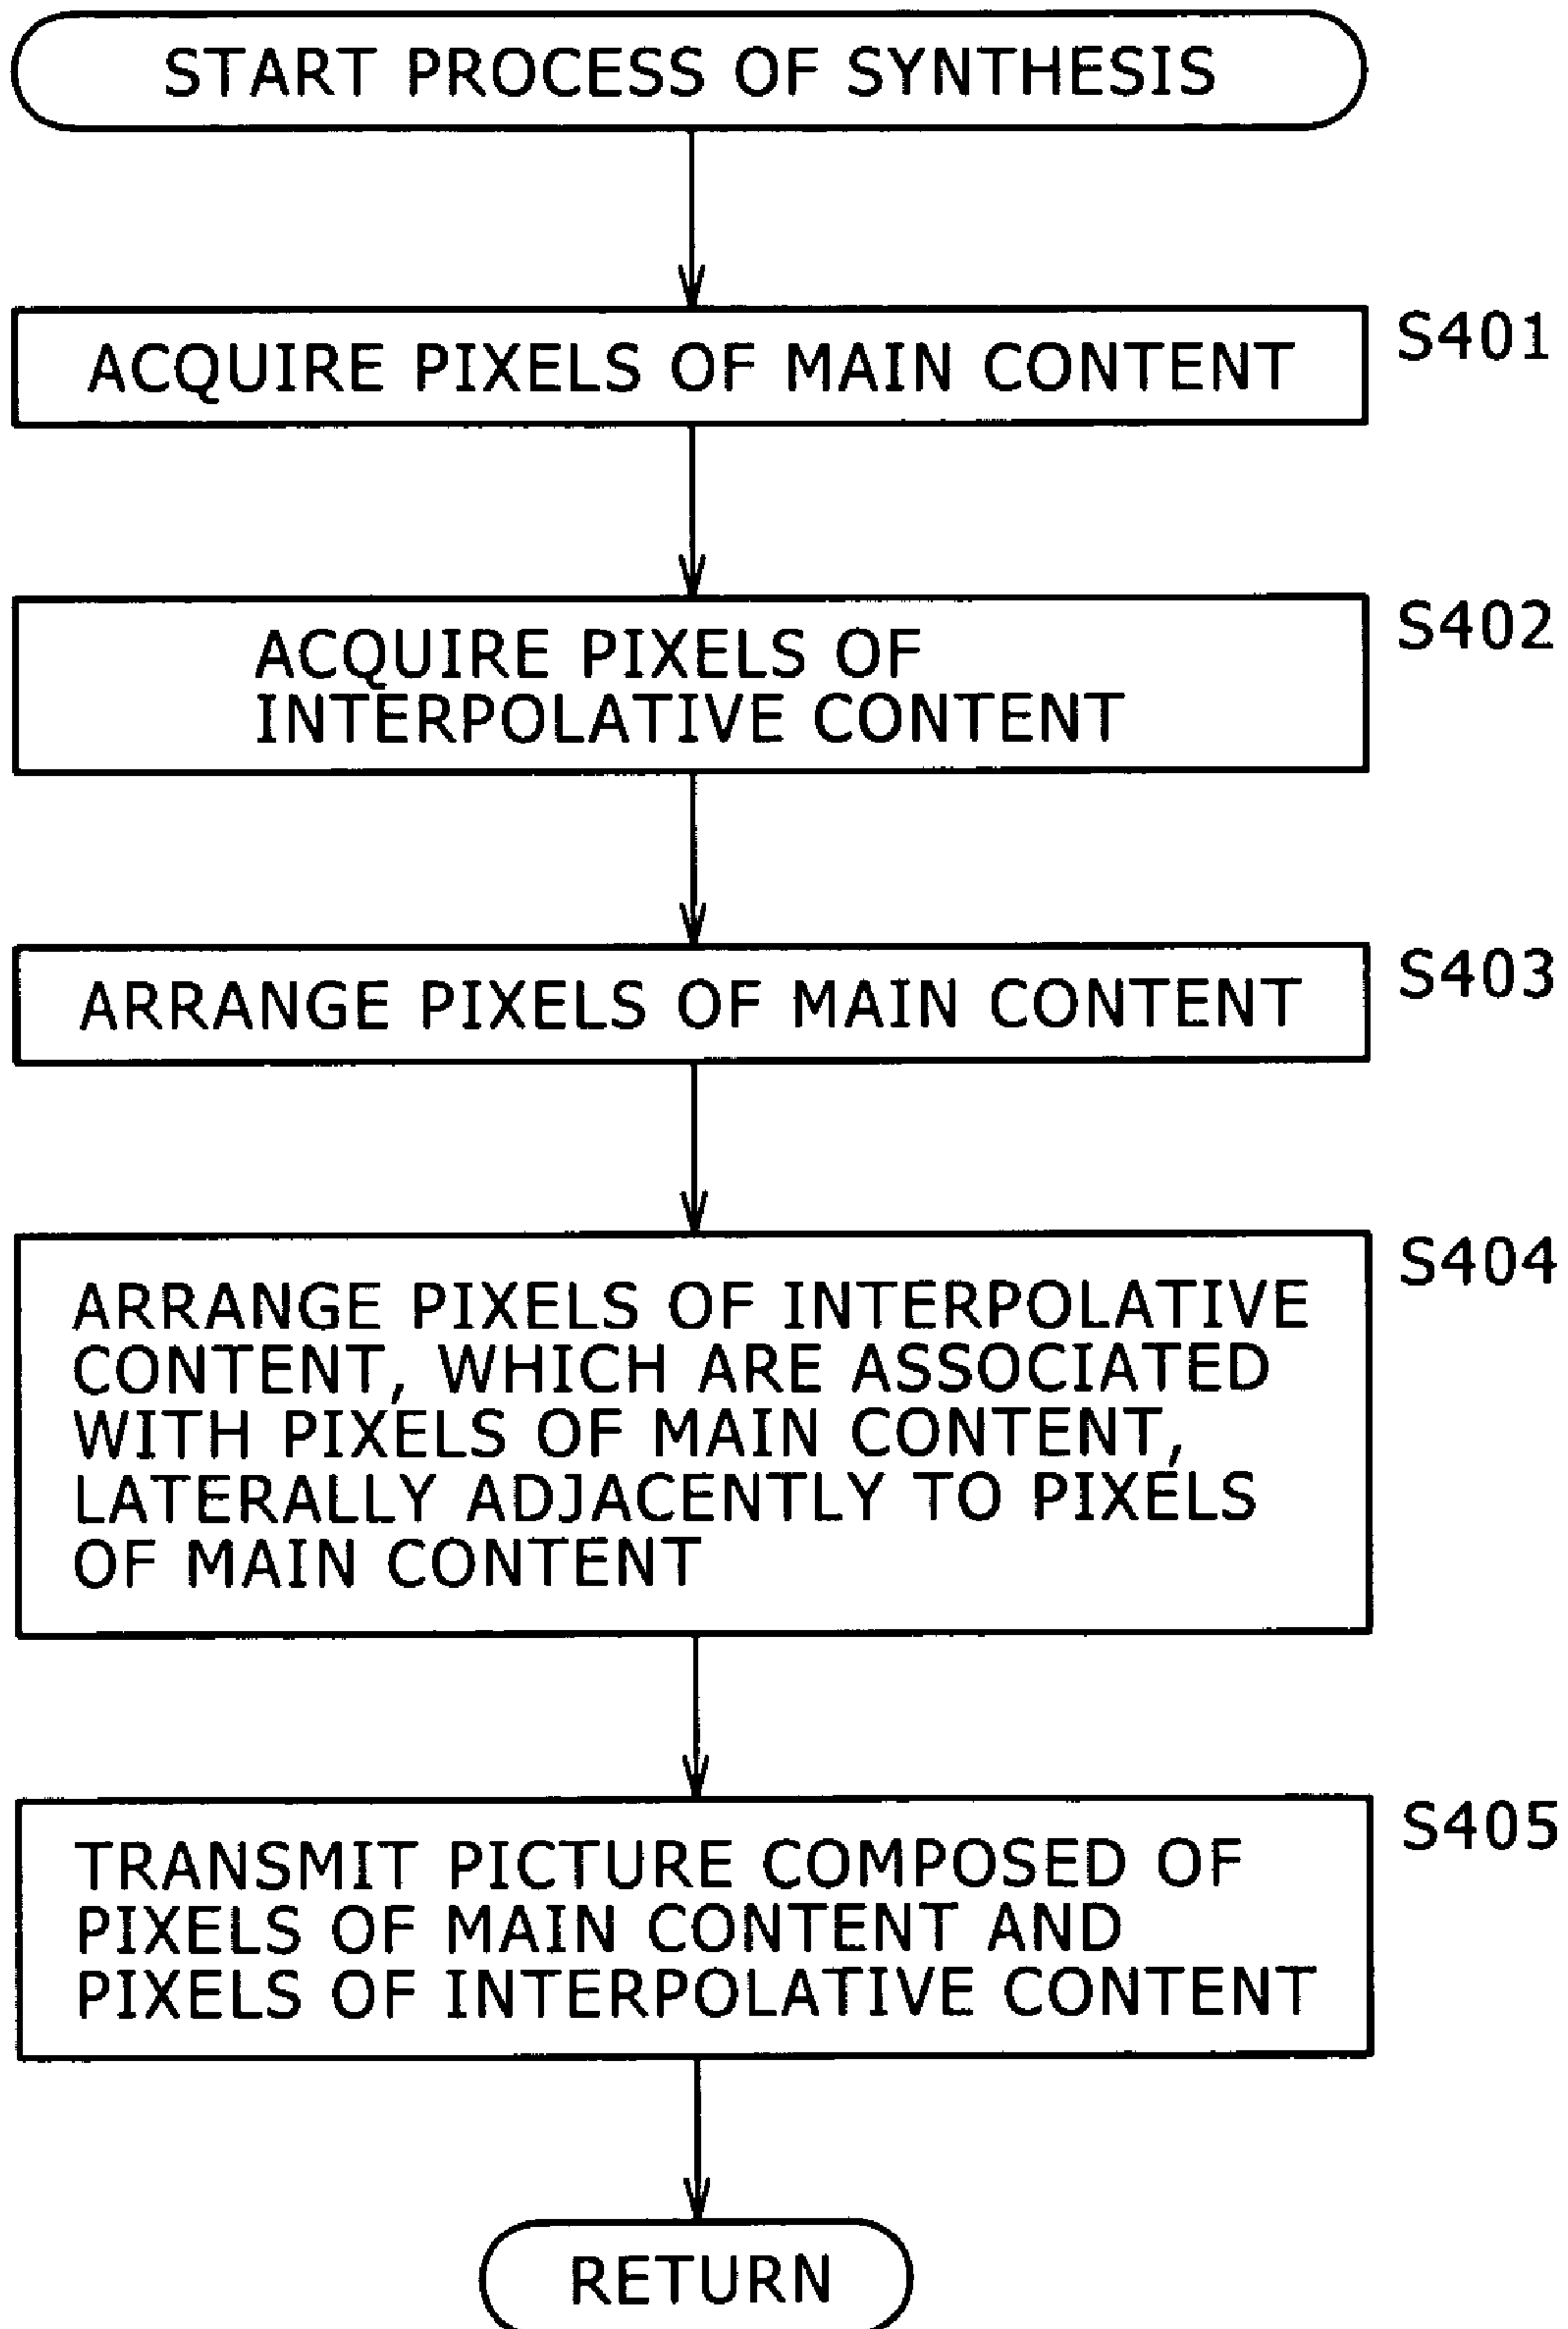 START PROCESS OF SYNTHESIS
ACQUIRE PIXELS OF MAIN CONTENT
S401
ACQUIRE PIXELS OF
INTERPOLATIVE CONTENT
S402
ARRANGE PIXELS OF MAIN CONTENT
S403
ARRANGE PIXELS OF INTERPOLATIVE
CONTENT, WHICH ARE ASSOCIATED
WITH PIXELS OF MAIN CONTENT,
LATERALLY ADJACENTLY TO PIXELS
OF MAIN CONTENT
S404
TRANSMIT PICTURE COMPOSED OF
PIXELS OF MAIN CONTENT AND
PIXELS OF INTERPOLATIVE CONTENT
S405
RETURN